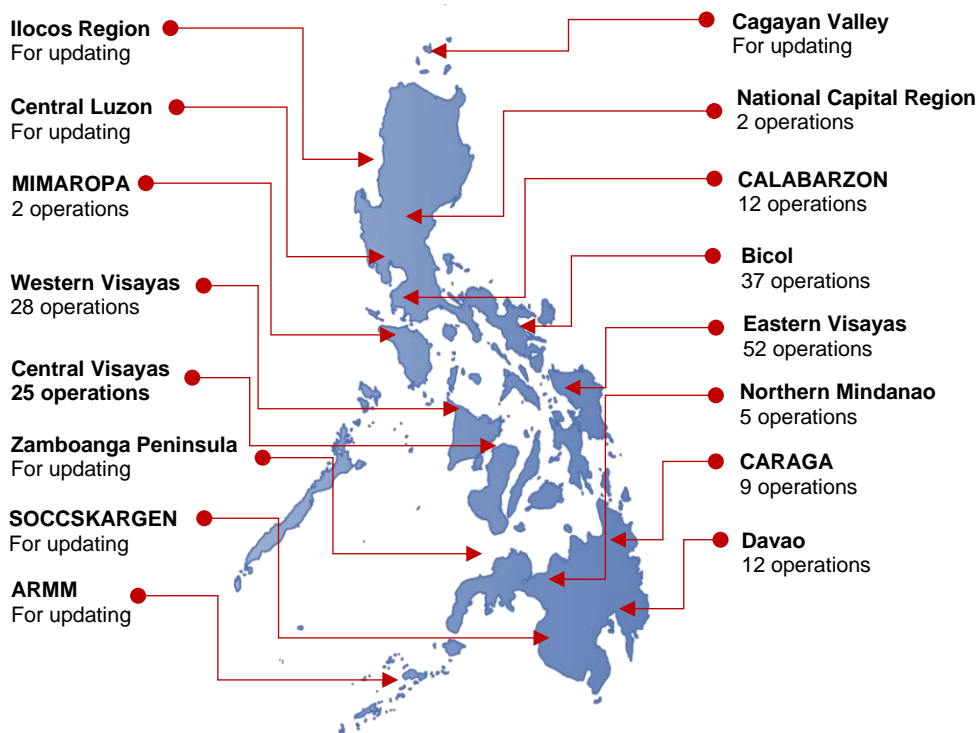 Ilocos Region
For updating
Central Luzon
For updating
MIMAROPA
2 operations
Western Visayas
28 operations
Central Visayas
25 operations
Zamboanga Peninsula
For updating
SOCCSKARGEN
For updating
ARMM
For updating
Cagayan Valley
For updating
National Capital Region
2 operations
CALABARZON
12 operations
Bicol
37 operations
Eastern Visayas
52 operations
Northern Mindanao
5 operations
CARAGA
9 operations
Davao
12 operations